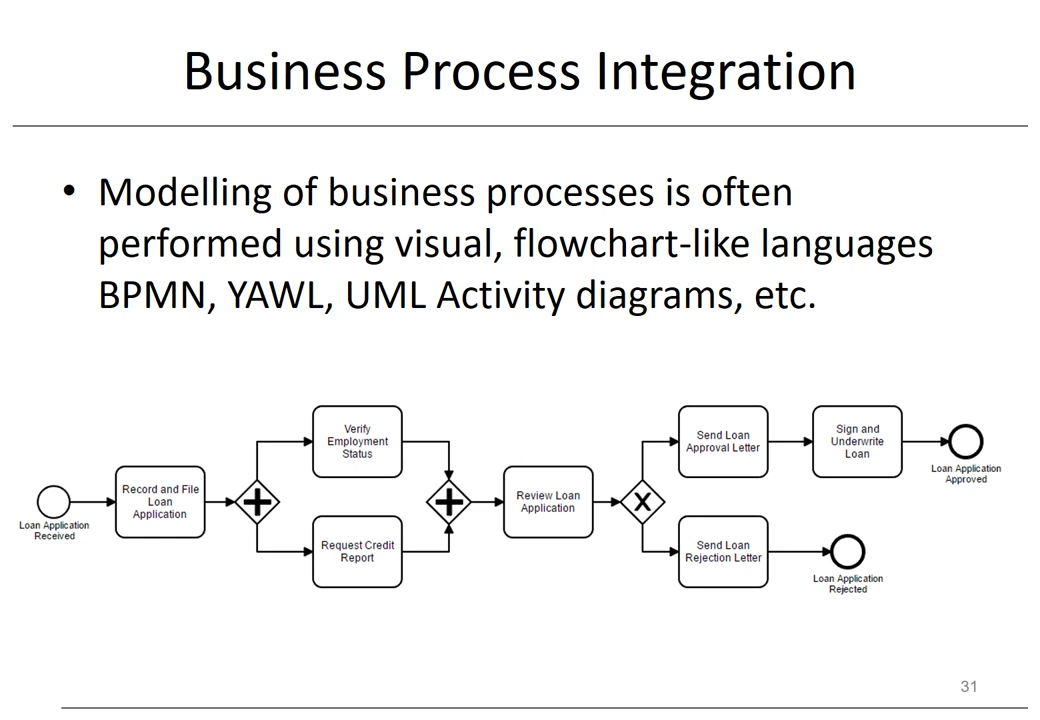 Business Process Integration
• Modelling of business processes is often
performed using visual, flowchart-like languages
BPMN, YAWL, UML Activity diagrams, etc.
Loan Application
Received
Record and File
Loan
Application
Verify
Employment
Status
Request Credit
Report
Review Loan
Application
X
Send Loan
Approval Letter
Sign and
Underwrite
Loan
Loan Application
Approved
Send Loan
Rejection Letter
Loan Application
Rejected
31